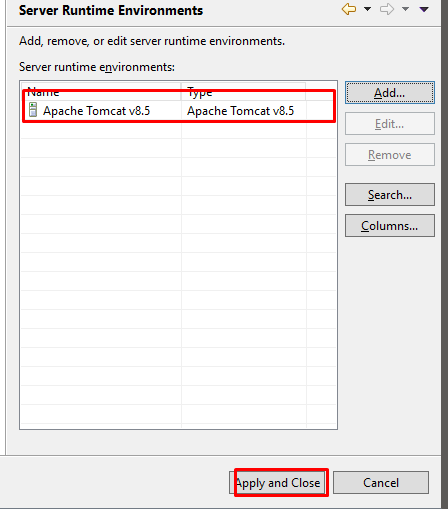 Server Runtime Environments
Add, remove, or edit server runtime environments.
Server runtime environments:
Name Type
Apache Tomcat v8.5 Apache Tomcat v8.5
Add...
Edit...
Remove
Search...
Columns...
Apply and Close Cancel